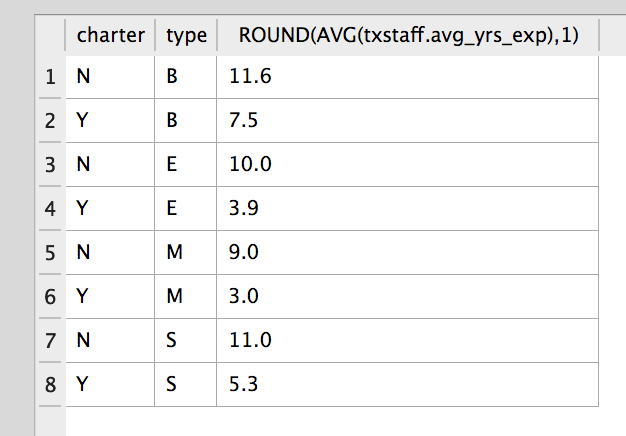 charter type ROUND(AVG(txstaff.avg_yrs_exp),1)
1 N B 11.6
2 Y B 7.5
3 N E 10.0
4 Y E 3.9
5 N M 9.0
6 Y M 3.0
7 N S 11.0
8 Y S 5.3